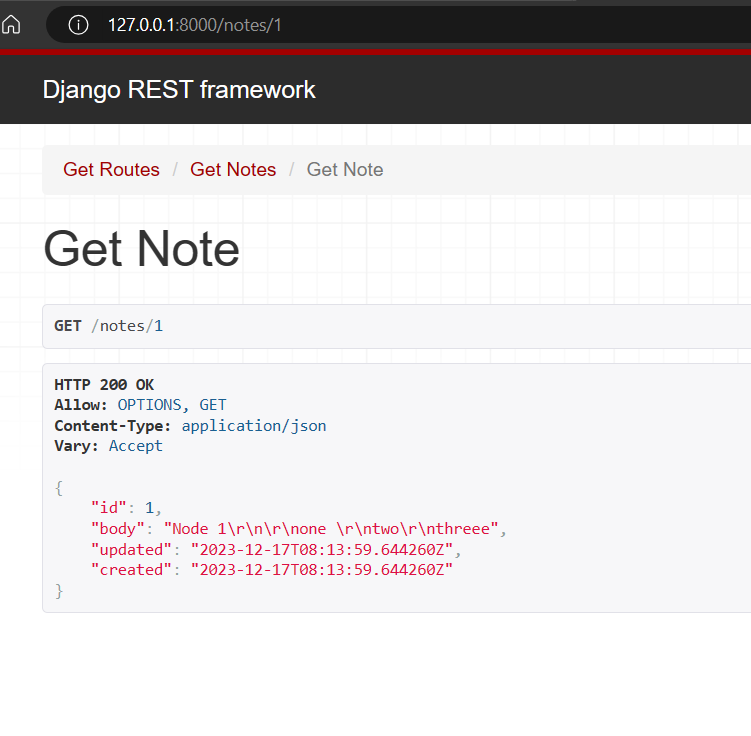 127.0.0.1:8000/notes/1
Django REST framework
Get Routes / Get Notes / Get Note
Get Note
GET /notes/1
HTTP 200 OK
Allow: OPTIONS, GET
Content-Type: application/json
Vary: Accept
{
    "id": 1,
    "body": "Node 1\r\n\r\none \r\ntwo\r\nthreee",
    "updated": "2023-12-17T08:13:59.644260Z",
    "created": "2023-12-17T08:13:59.644260Z"
}